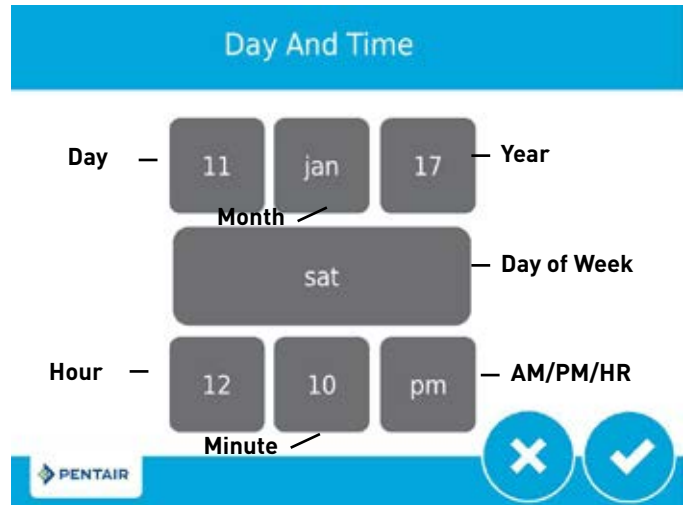 Day And Time
Day 11 jan 17 Year
Month
sat Day of Week
Hour 12 10 pm AM/PM/HR
Minute
PENTAIR